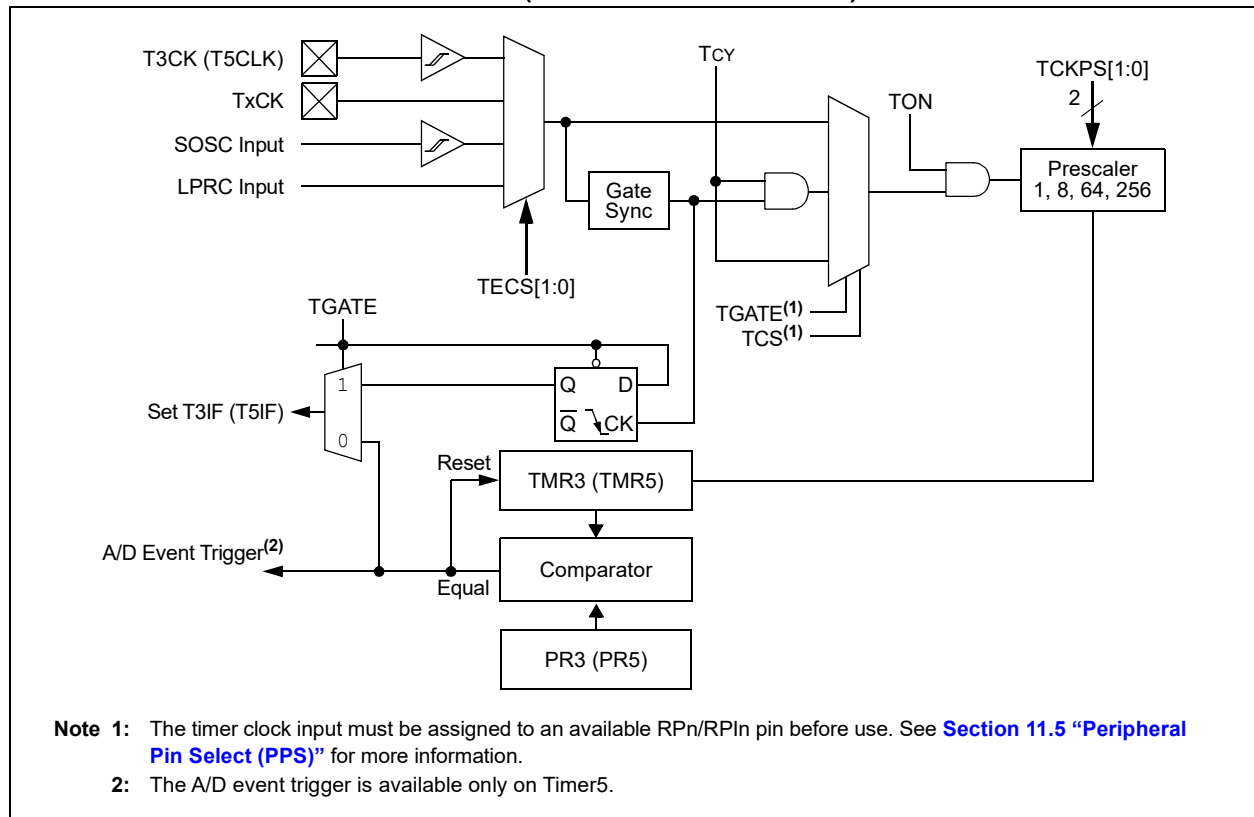 T3CK (T5CLK)
TxCK
SOSC Input
LPRC Input
TECS[1:0]
Gate
Sync
TCY
TGATE(1)
TCS(1)
TON
TCKPS[1:0]
2
Prescaler
1, 8, 64, 256
TGATE
1
0
Set T3IF (T5IF)
Q D
Q CK
Reset
TMR3 (TMR5)
A/D Event Trigger(2)
Equal
Comparator
PR3 (PR5)
Note 1: The timer clock input must be assigned to an available RPn/RPIn pin before use. See Section 11.5 “Peripheral
Pin Select (PPS)” for more information.
2: The A/D event trigger is available only on Timer5.